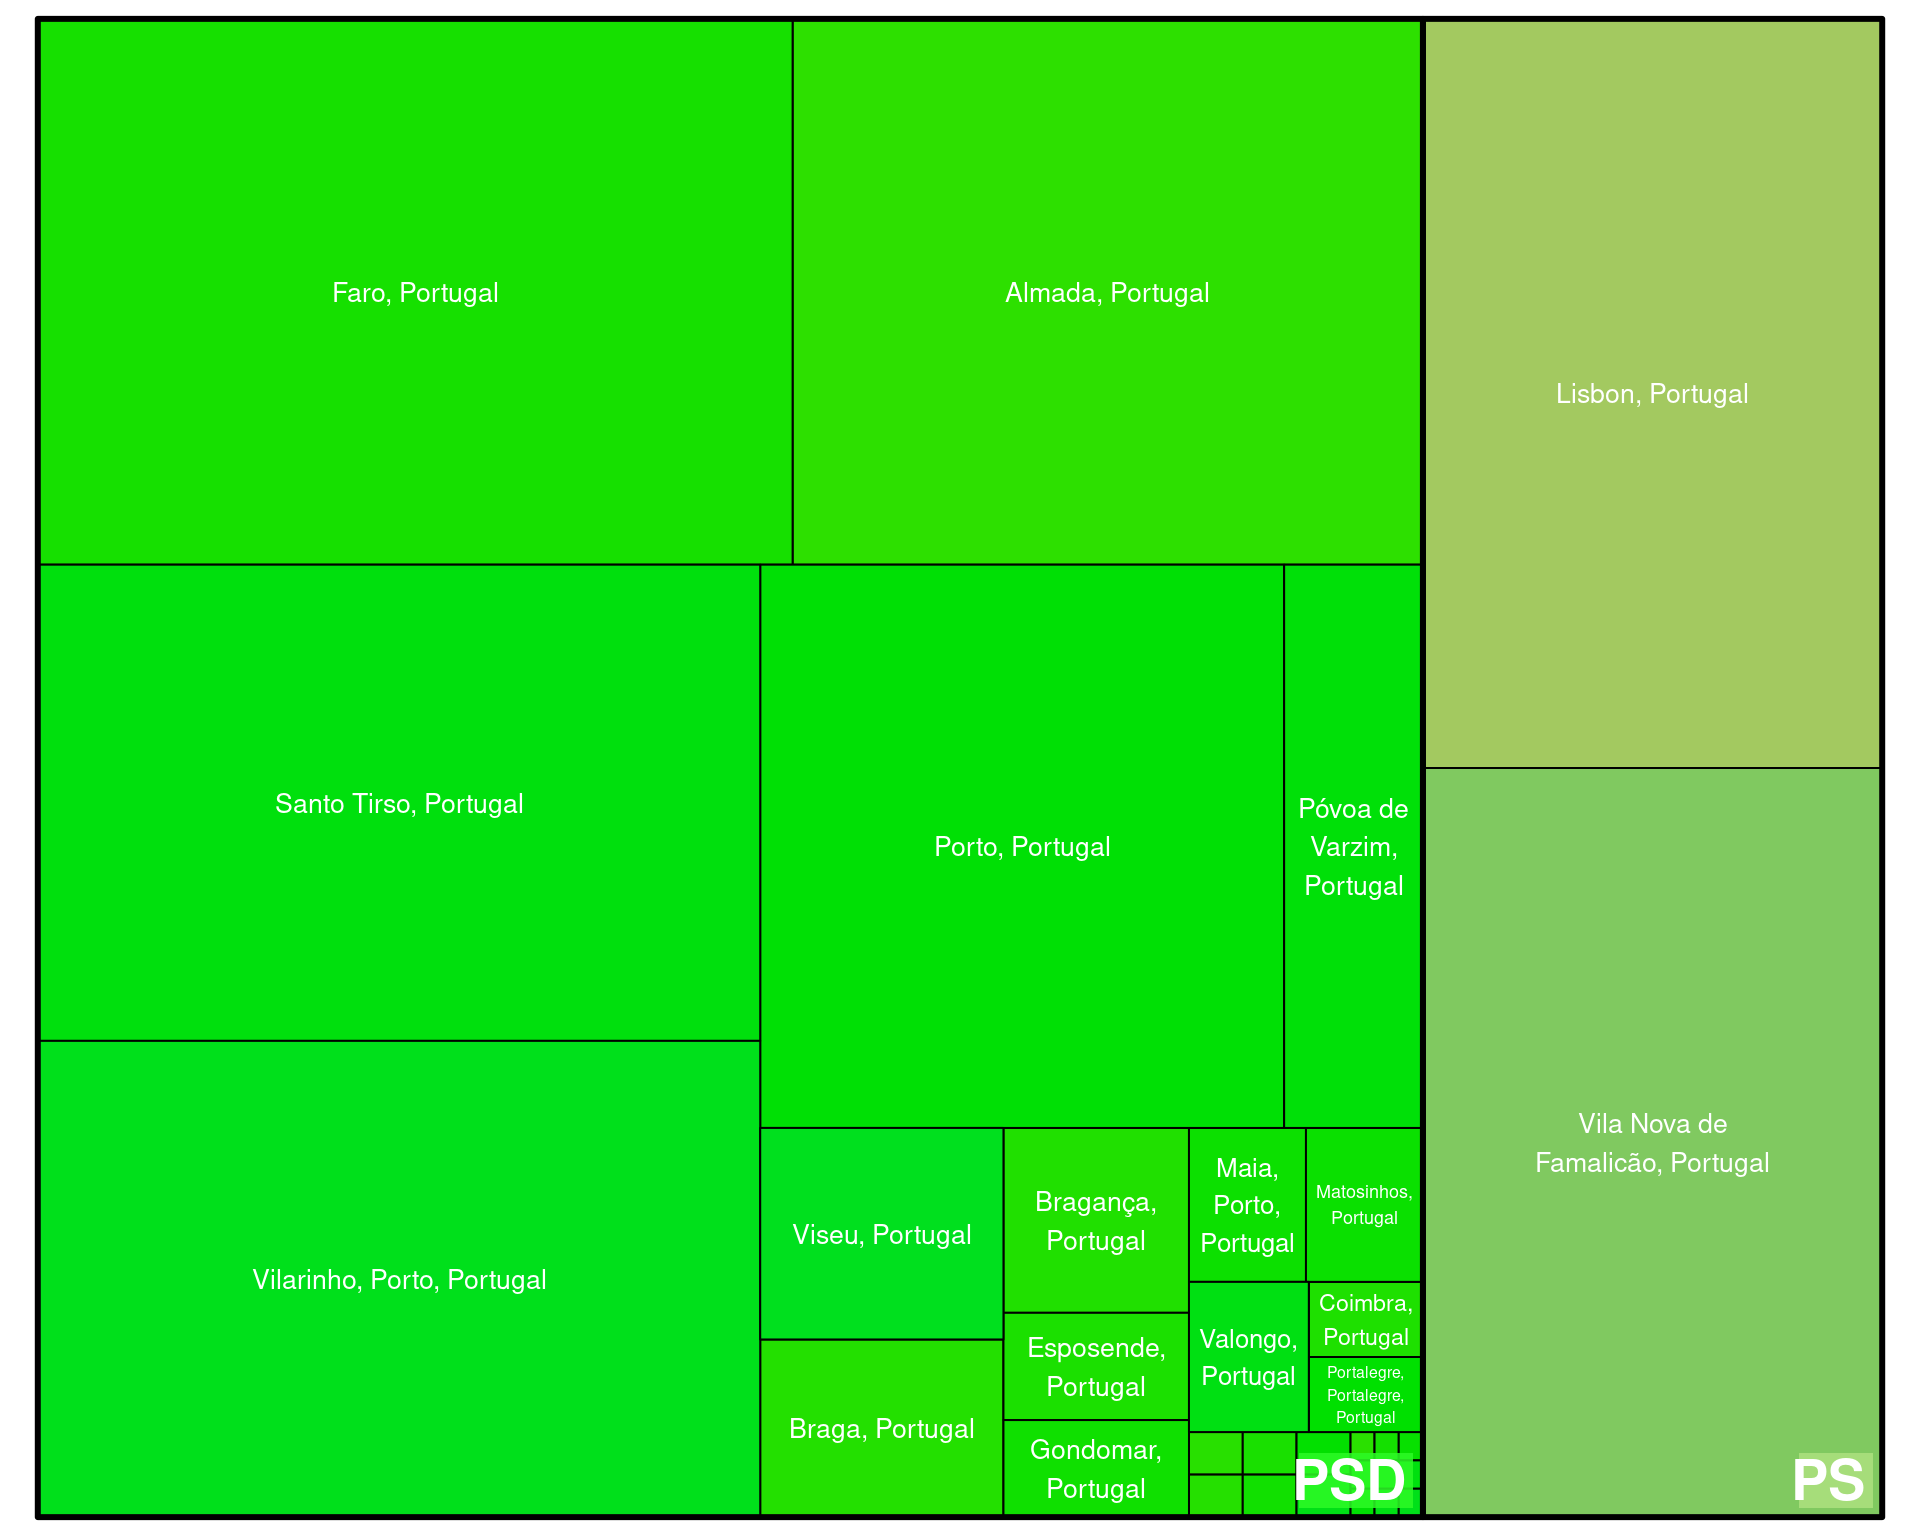 Faro, Portugal
Almada, Portugal
Lisbon, Portugal
Santo Tirso, Portugal
Porto, Portugal
Póvoa de
Varzim,
Portugal
Vilarinho, Porto, Portugal
Viseu, Portugal
Braga, Portugal
Bragança,
Portugal
Esposende,
Portugal
Gondomar,
Portugal
Maia,
Porto,
Portugal
Matosinhos,
Portugal
Valongo,
Portugal
Coimbra,
Portugal
Portalegre,
Portalegre,
Portugal
PSD
Vila Nova de
Famalicão, Portugal
PS